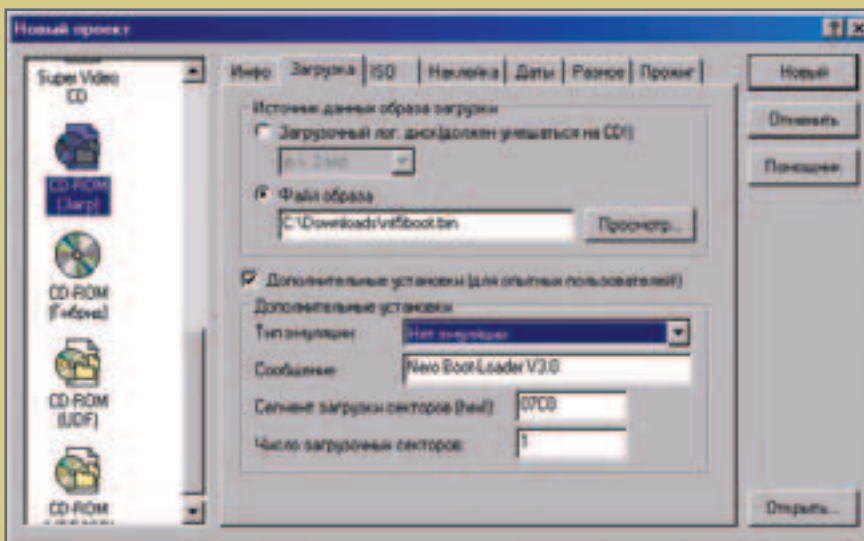 Новый проект
Super Video
CD
CD-ROM
(Загр)
CD-ROM
(Гибрид)
CD-ROM
(UDF)
CD-ROM
Инфо Загрузка ISO Наклейка Даты Разное Прожиг
Источник данных образа загрузки
Загрузочный лог. диск(должен умещаться на CD!)
Файл образа
C:\Downloads\nt5boot.bin
Просмотр...
Дополнительные установки (для опытных пользователей!)
Дополнительные установки
Тип эмуляции Нет эмуляции
Сообщение Nero Boot-Loader V3.0
Сегмент загрузки секторов (hex!): 07C0
Число загрузочных секторов: 1
Новый
Отменить
Помощник
Открыть...